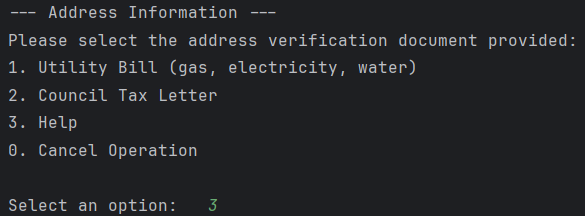 --- Address Information ---
Please select the address verification document provided:
1. Utility Bill (gas, electricity, water)
2. Council Tax Letter
3. Help
0. Cancel Operation
Select an option:   3